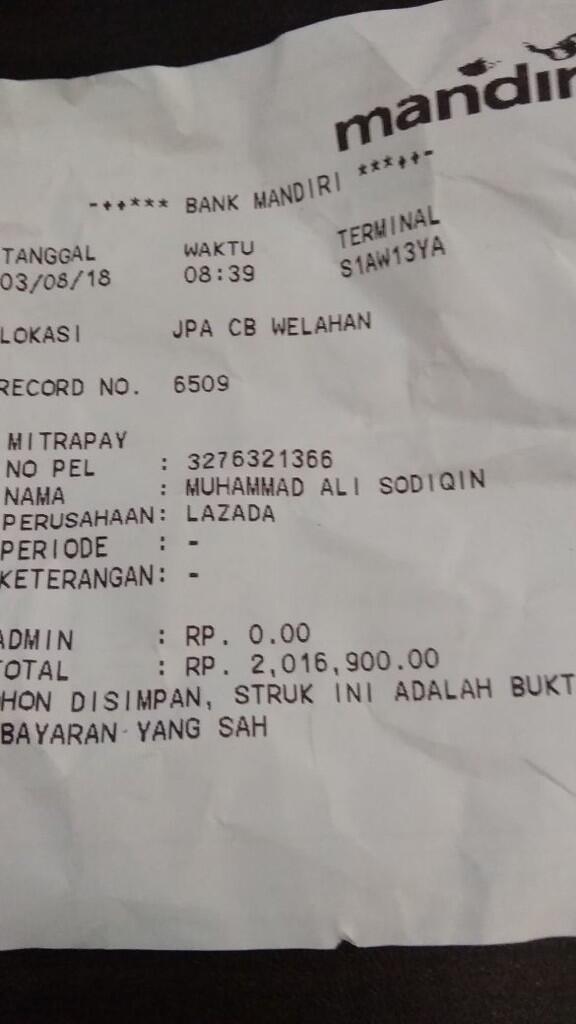 mandiri
-++*** BANK MANDIRI ***++-
TANGGAL WAKTU TERMINAL
03/08/18 08:39 S1AW13YA
LOKASI JPA CB WELAHAN
RECORD NO. 6509
MITRAPAY
NO PEL : 3276321366
NAMA : MUHAMMAD ALI SODIQIN
PERUSAHAAN: LAZADA
PERIODE : -
KETERANGAN: -
ADMIN : RP. 0.00
TOTAL : RP. 2,016,900.00
HON DISIMPAN, STRUK INI ADALAH BUKT
BAYARAN YANG SAH